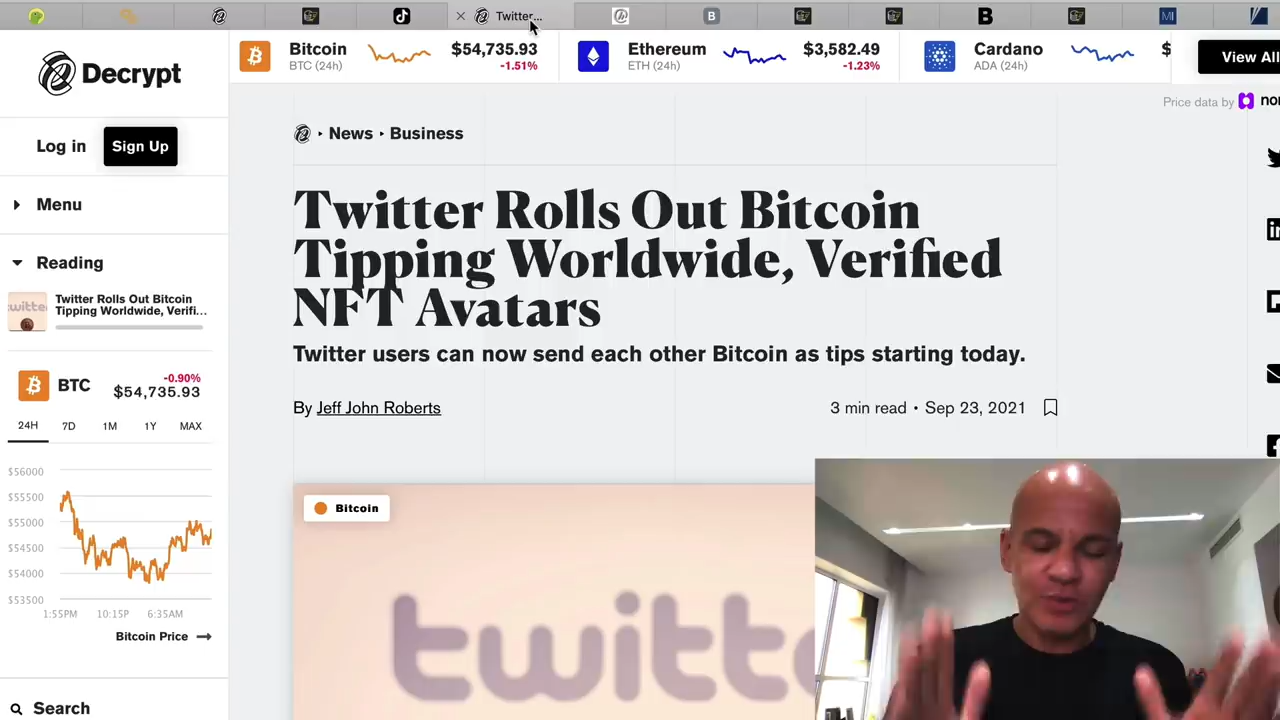 Twitter...
B
B
MI
Decrypt
Bitcoin
BTC (24h)
$54,735.93
-1.51%
Ethereum
ETH (24h)
$3,582.49
-1.23%
Cardano
ADA (24h)
$
View All
Price data by
Log in
Sign Up
News
Business
Menu
Twitter Rolls Out Bitcoin
Tipping Worldwide, Verified
NFT Avatars
Reading
Twitter Rolls Out Bitcoin
Tipping Worldwide, Verifi...
Twitter users can now send each other Bitcoin as tips starting today.
BTC
-0.90%
$54,735.93
By Jeff John Roberts
3 min read • Sep 23, 2021
24H
7D
1M
1Y
MAX
$56000
$55500
$55000
$54500
$54000
$53500
1:55PM
10:15P
6:35AM
Bitcoin Price
Bitcoin
twitte
Search